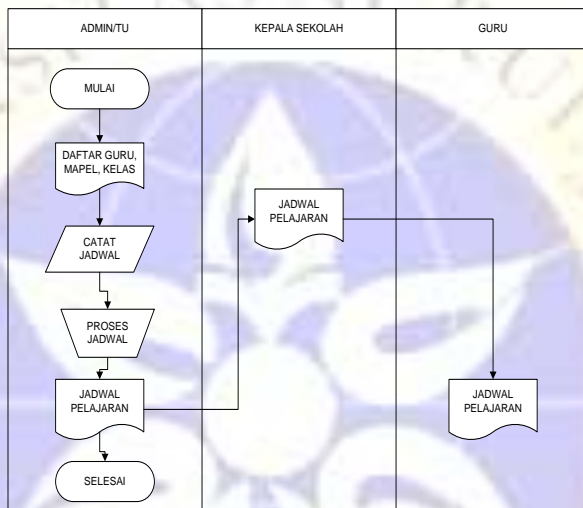 ADMIN/TU
KEPALA SEKOLAH
GURU
MULAI
DAFTAR GURU,
MAPEL, KELAS
CATAT
JADWAL
PROSES
JADWAL
JADWAL
PELAJARAN
SELESAI
JADWAL
PELAJARAN
JADWAL
PELAJARAN